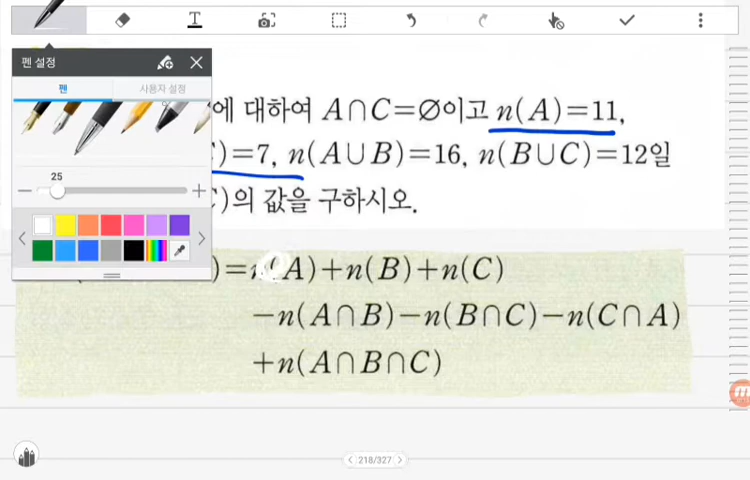 T
펜 설정
펜 사용자 설정
에 대하여 A∩C=∅이고 n(A)=11,
)=7, n(A∪B)=16, n(B∪C)=12일
)의 값을 구하시오.
25
)=n(A)+n(B)+n(C)
−n(A∩B)−n(B∩C)−n(C∩A)
+n(A∩B∩C)
218/327